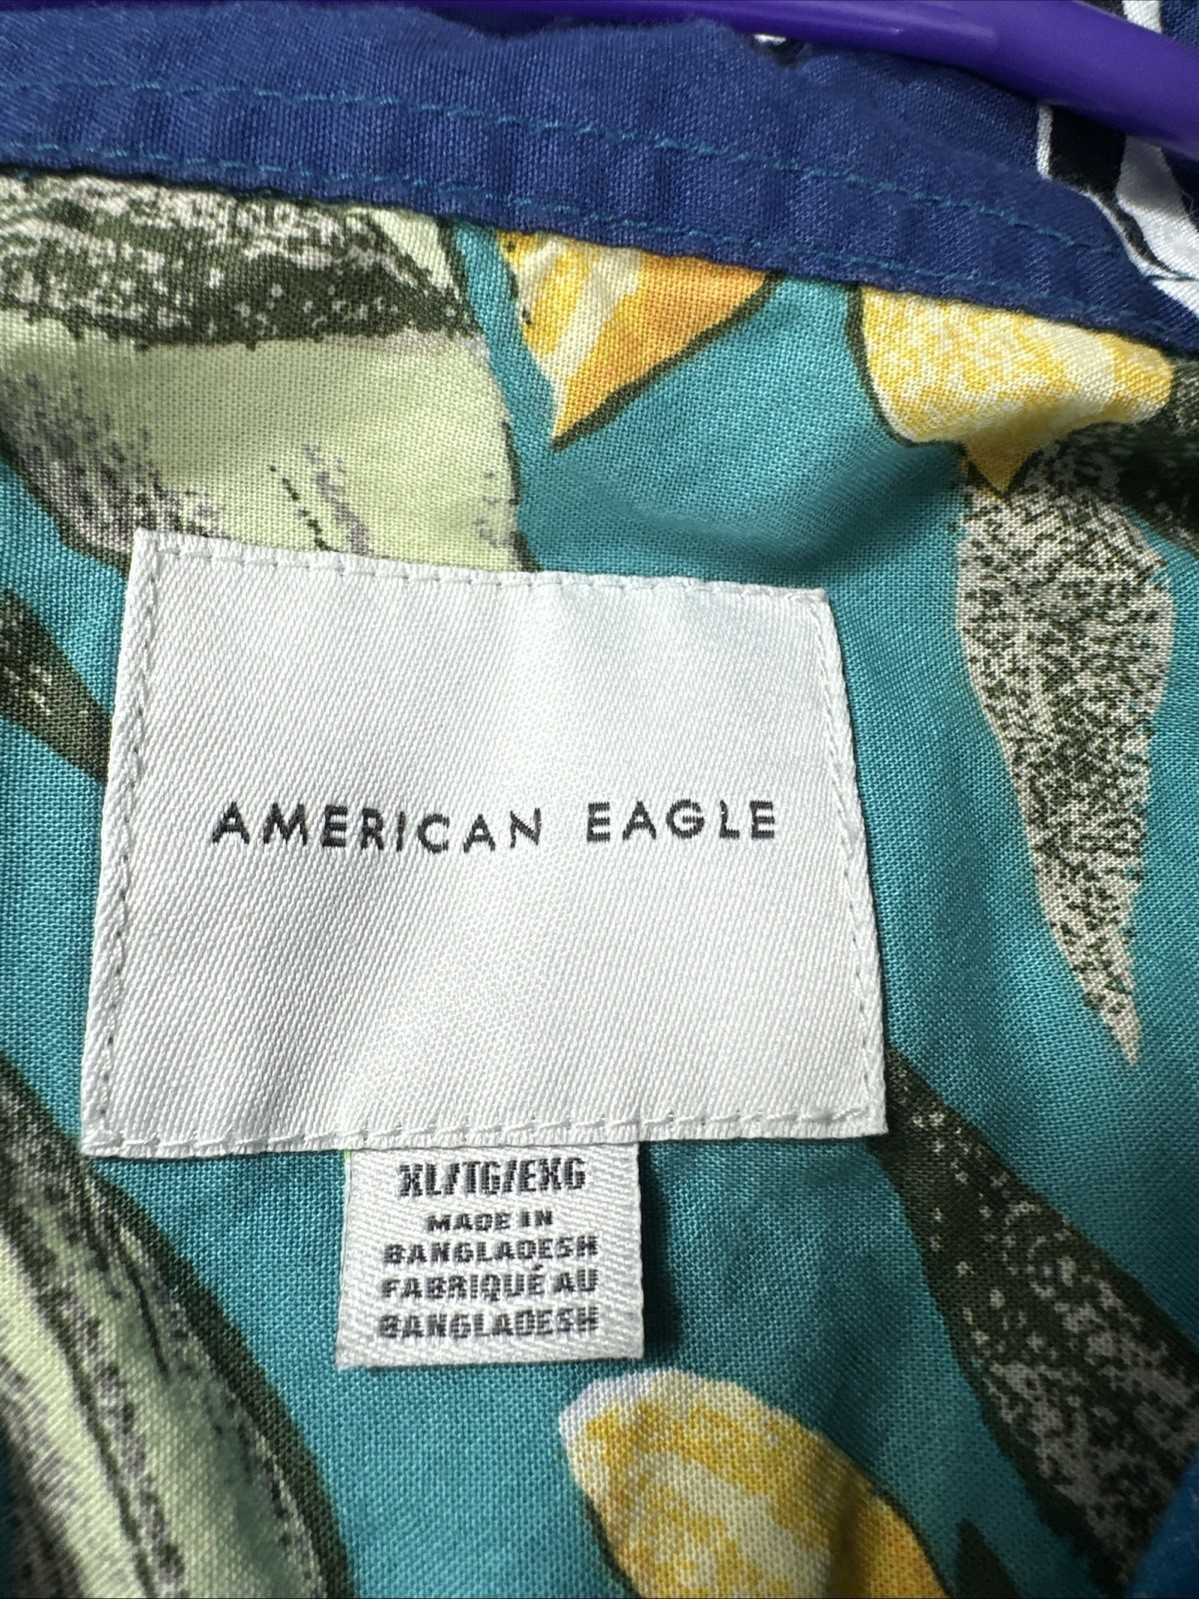 AMERICAN EAGLE
XL/TG/EXG
MADE IN
BANGLADESH
FABRIQUÉ AU
BANGLADESH